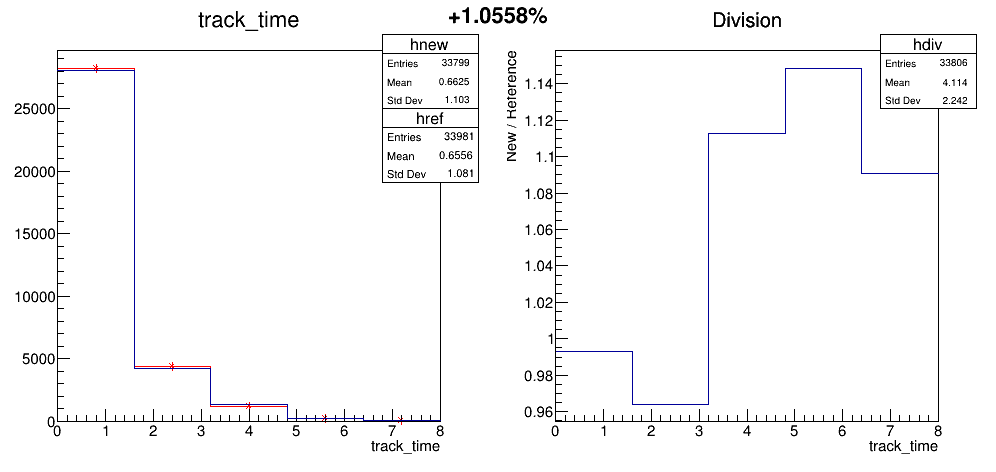 track_time
+1.0558%
Division
hnew
Entries 33799
Mean 0.6625
Std Dev 1.103
href
Entries 33981
Mean 0.6556
Std Dev 1.081
25000
20000
15000
10000
5000
0
0 1 2 3 4 5 6 7 8
track_time
hdiv
Entries 33806
Mean 4.114
Std Dev 2.242
New / Reference
1.14
1.12
1.1
1.08
1.06
1.04
1.02
1
0.98
0.96
0 1 2 3 4 5 6 7 8
track_time